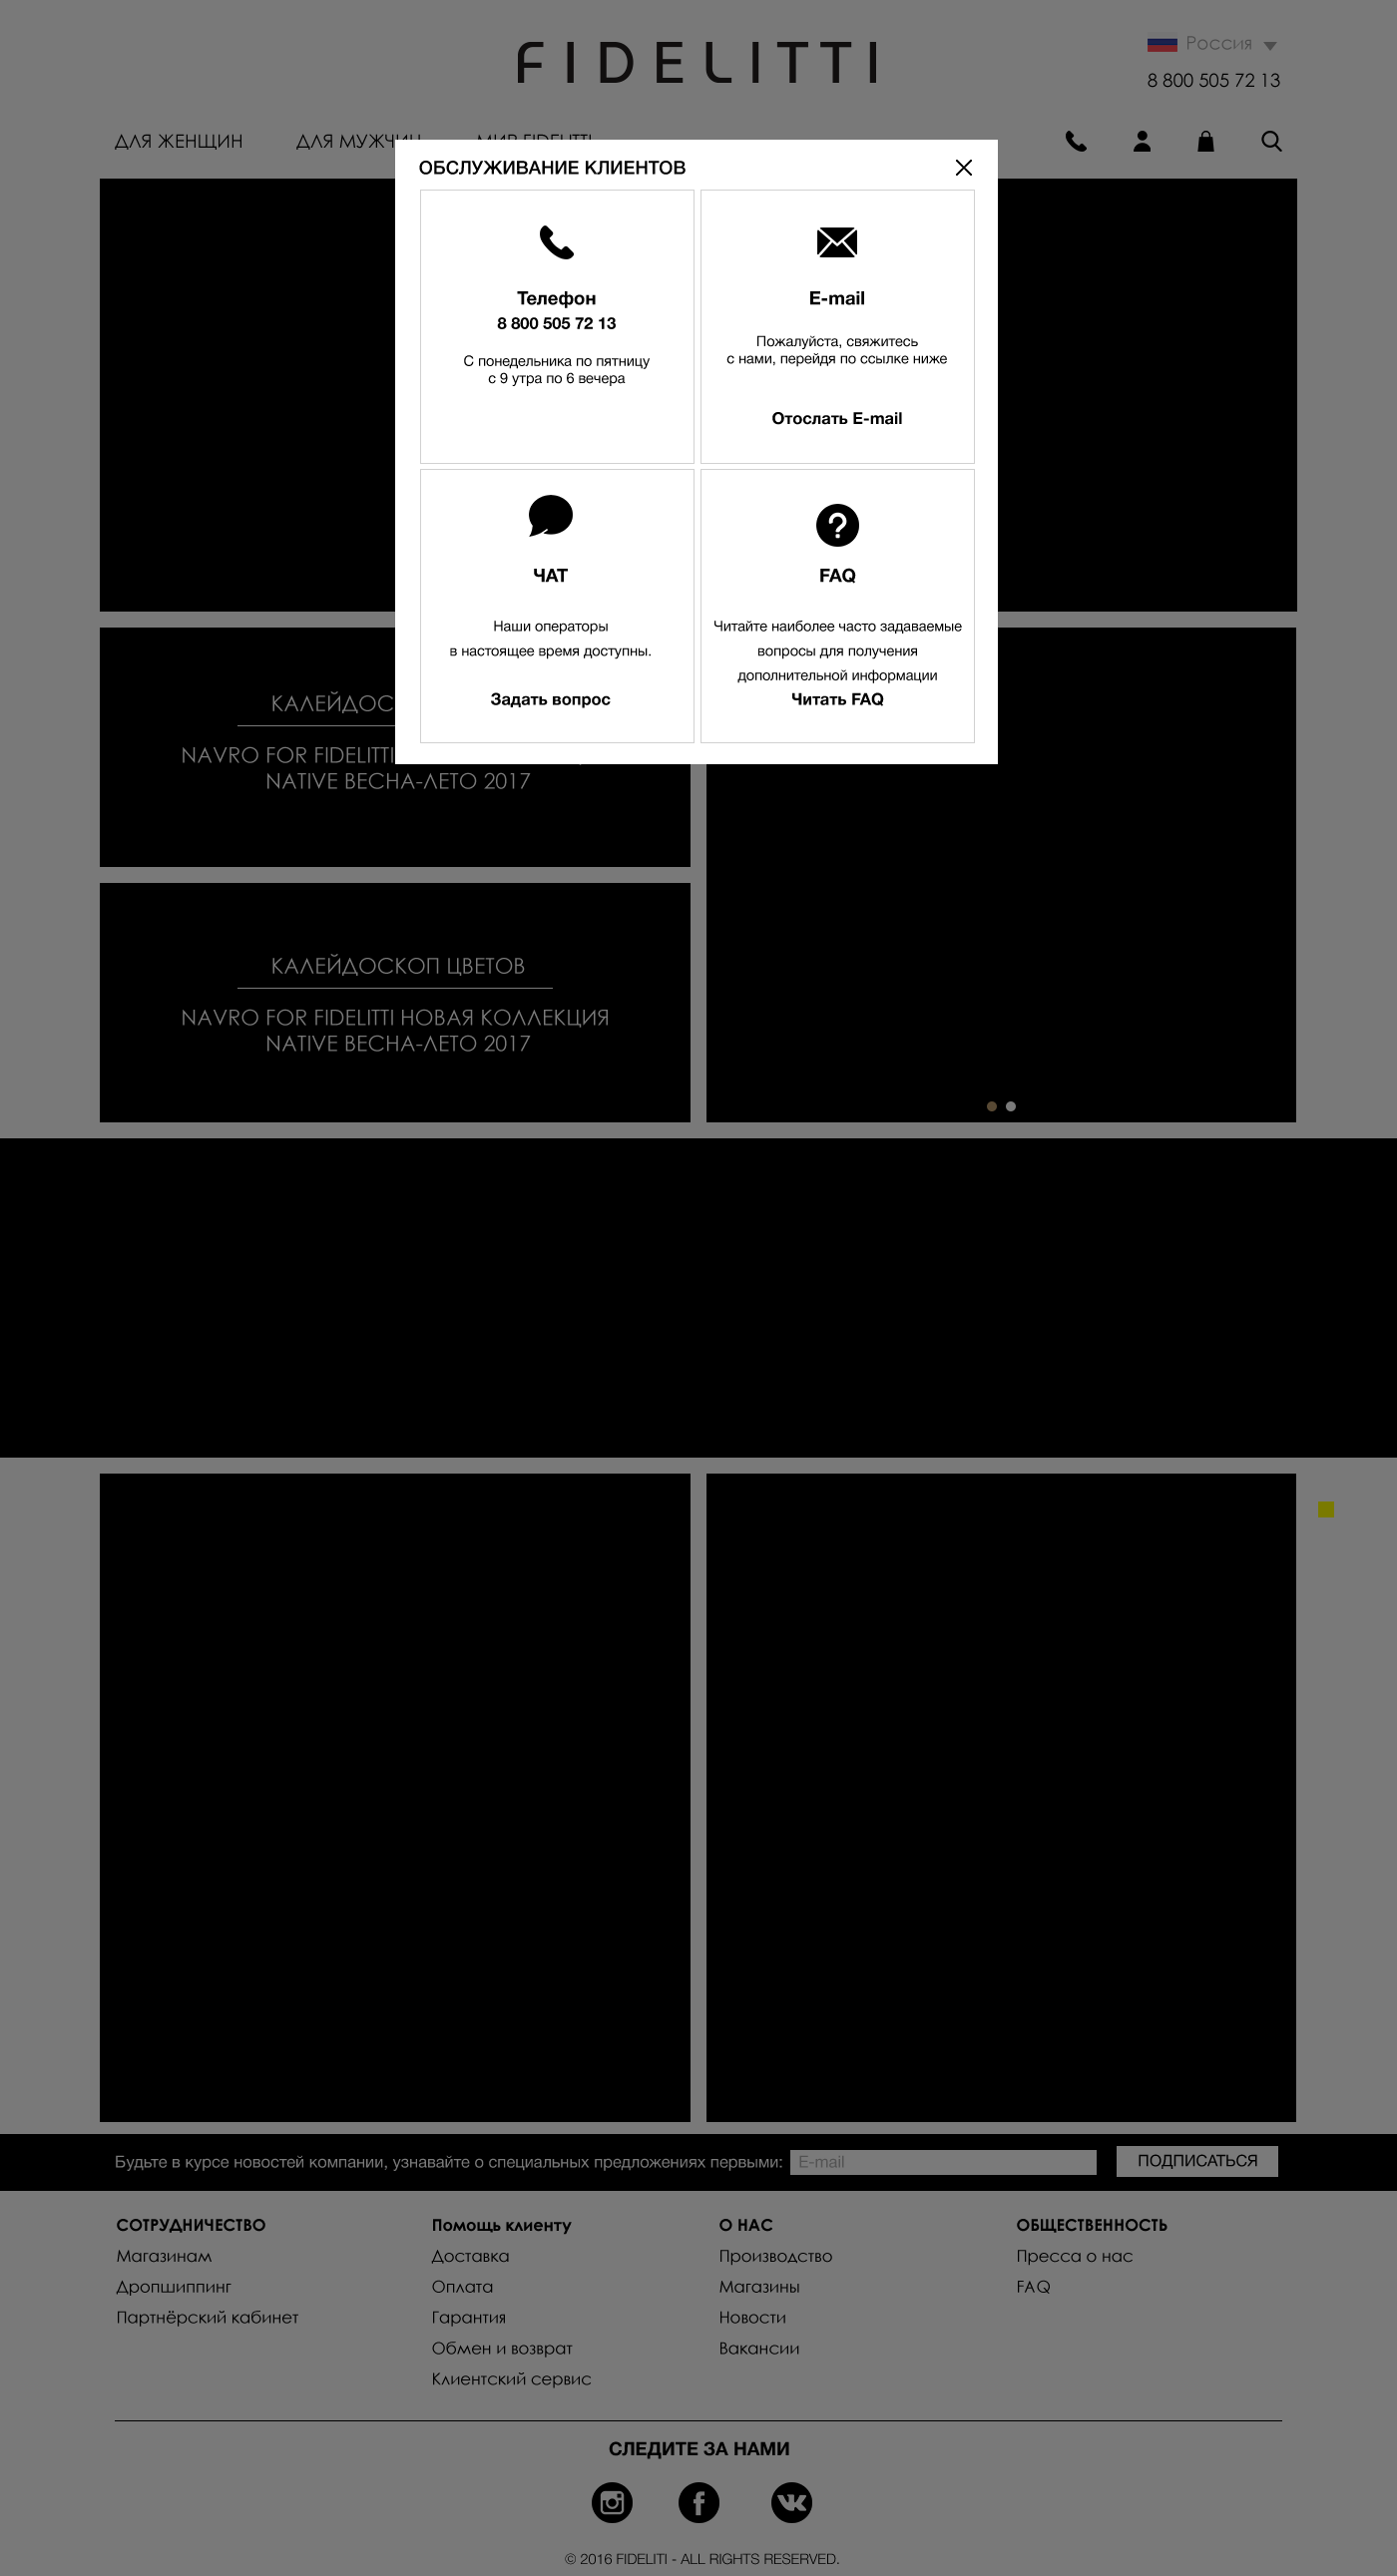 FIDELITTI
Россия
8 800 505 72 13
ДЛЯ ЖЕНЩИН
ДЛЯ МУЖЧИН
МИР FIDELITTI
ОБСЛУЖИВАНИЕ КЛИЕНТОВ
Телефон
8 800 505 72 13
С понедельника по пятницу
с 9 утра по 6 вечера
E-mail
Пожалуйста, свяжитесь
с нами, перейдя по ссылке ниже
Отослать E-mail
ЧАТ
Наши операторы
в настоящее время доступны.
Задать вопрос
FAQ
Читайте наиболее часто задаваемые
вопросы для получения
дополнительной информации
Читать FAQ
КАЛЕЙДОС
NAVRO FOR FIDELITTI
NATIVE ВЕСНА-ЛЕТО 2017
КАЛЕЙДОСКОП ЦВЕТОВ
NAVRO FOR FIDELITTI НОВАЯ КОЛЛЕКЦИЯ
NATIVE ВЕСНА-ЛЕТО 2017
Будьте в курсе новостей компании, узнавайте о специальных предложениях первыми:
E-mail
ПОДПИСАТЬСЯ
СОТРУДНИЧЕСТВО
Магазинам
Дропшиппинг
Партнёрский кабинет
Помощь клиенту
Доставка
Оплата
Гарантия
Обмен и возврат
Клиентский сервис
О НАС
Производство
Магазины
Новости
Вакансии
ОБЩЕСТВЕННОСТЬ
Пресса о нас
FAQ
СЛЕДИТЕ ЗА НАМИ
© 2016 FIDELITI - ALL RIGHTS RESERVED.